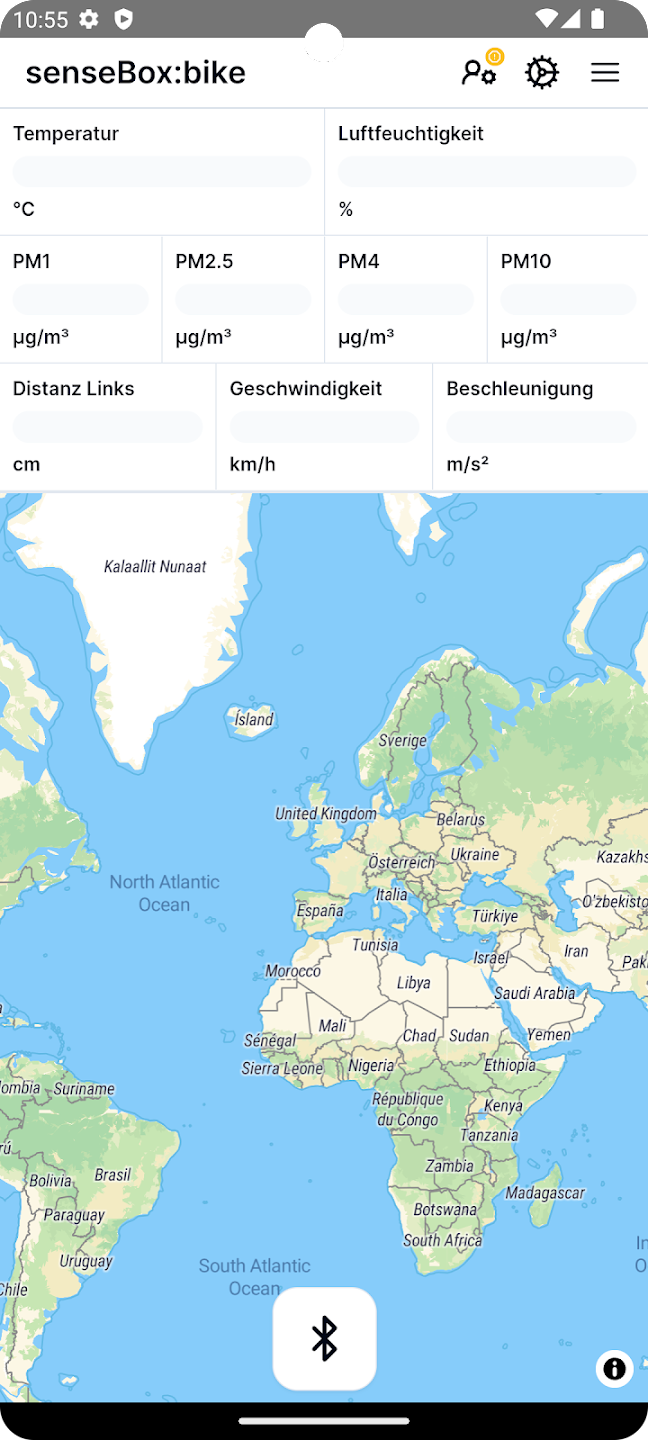 10:55
senseBox:bike
Temperatur
Luftfeuchtigkeit
°C
%
PM1
PM2.5
PM4
PM10
µg/m³
µg/m³
µg/m³
µg/m³
Distanz Links
Geschwindigkeit
Beschleunigung
cm
km/h
m/s²
Kalaallit Nunaat
Ísland
Sverige
United Kingdom
Belarus
Österreich
Ukraine
Kazakhs
North Atlantic
Ocean
Italia
España
O'zbekisto
Türkiye
Tunisia
Morocco
Israel
Iran
Pak
Libya
Saudi Arabia
Mali
Chad
Sudan
Yemen
Sénégal
Sierra Leone
Nigeria
Ethiopia
ombia
Suriname
République
du Congo
Kenya
rú
Tanzania
Bolivia
Brasil
Zambia
Madagascar
Paraguay
Botswana
South Africa
Uruguay
In
O
South Atlantic
Ocean
Chile